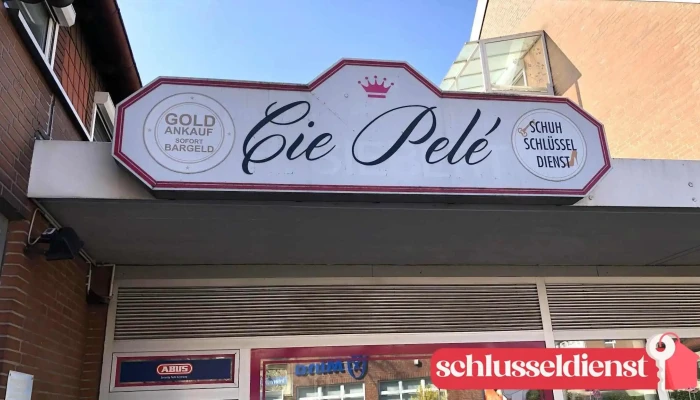 GOLD
ANKAUF
SOFORT
BARGELD
Cie Pelé
SCHUH
SCHLÜSSEL
DIENST
ABUS
schlusseldienst